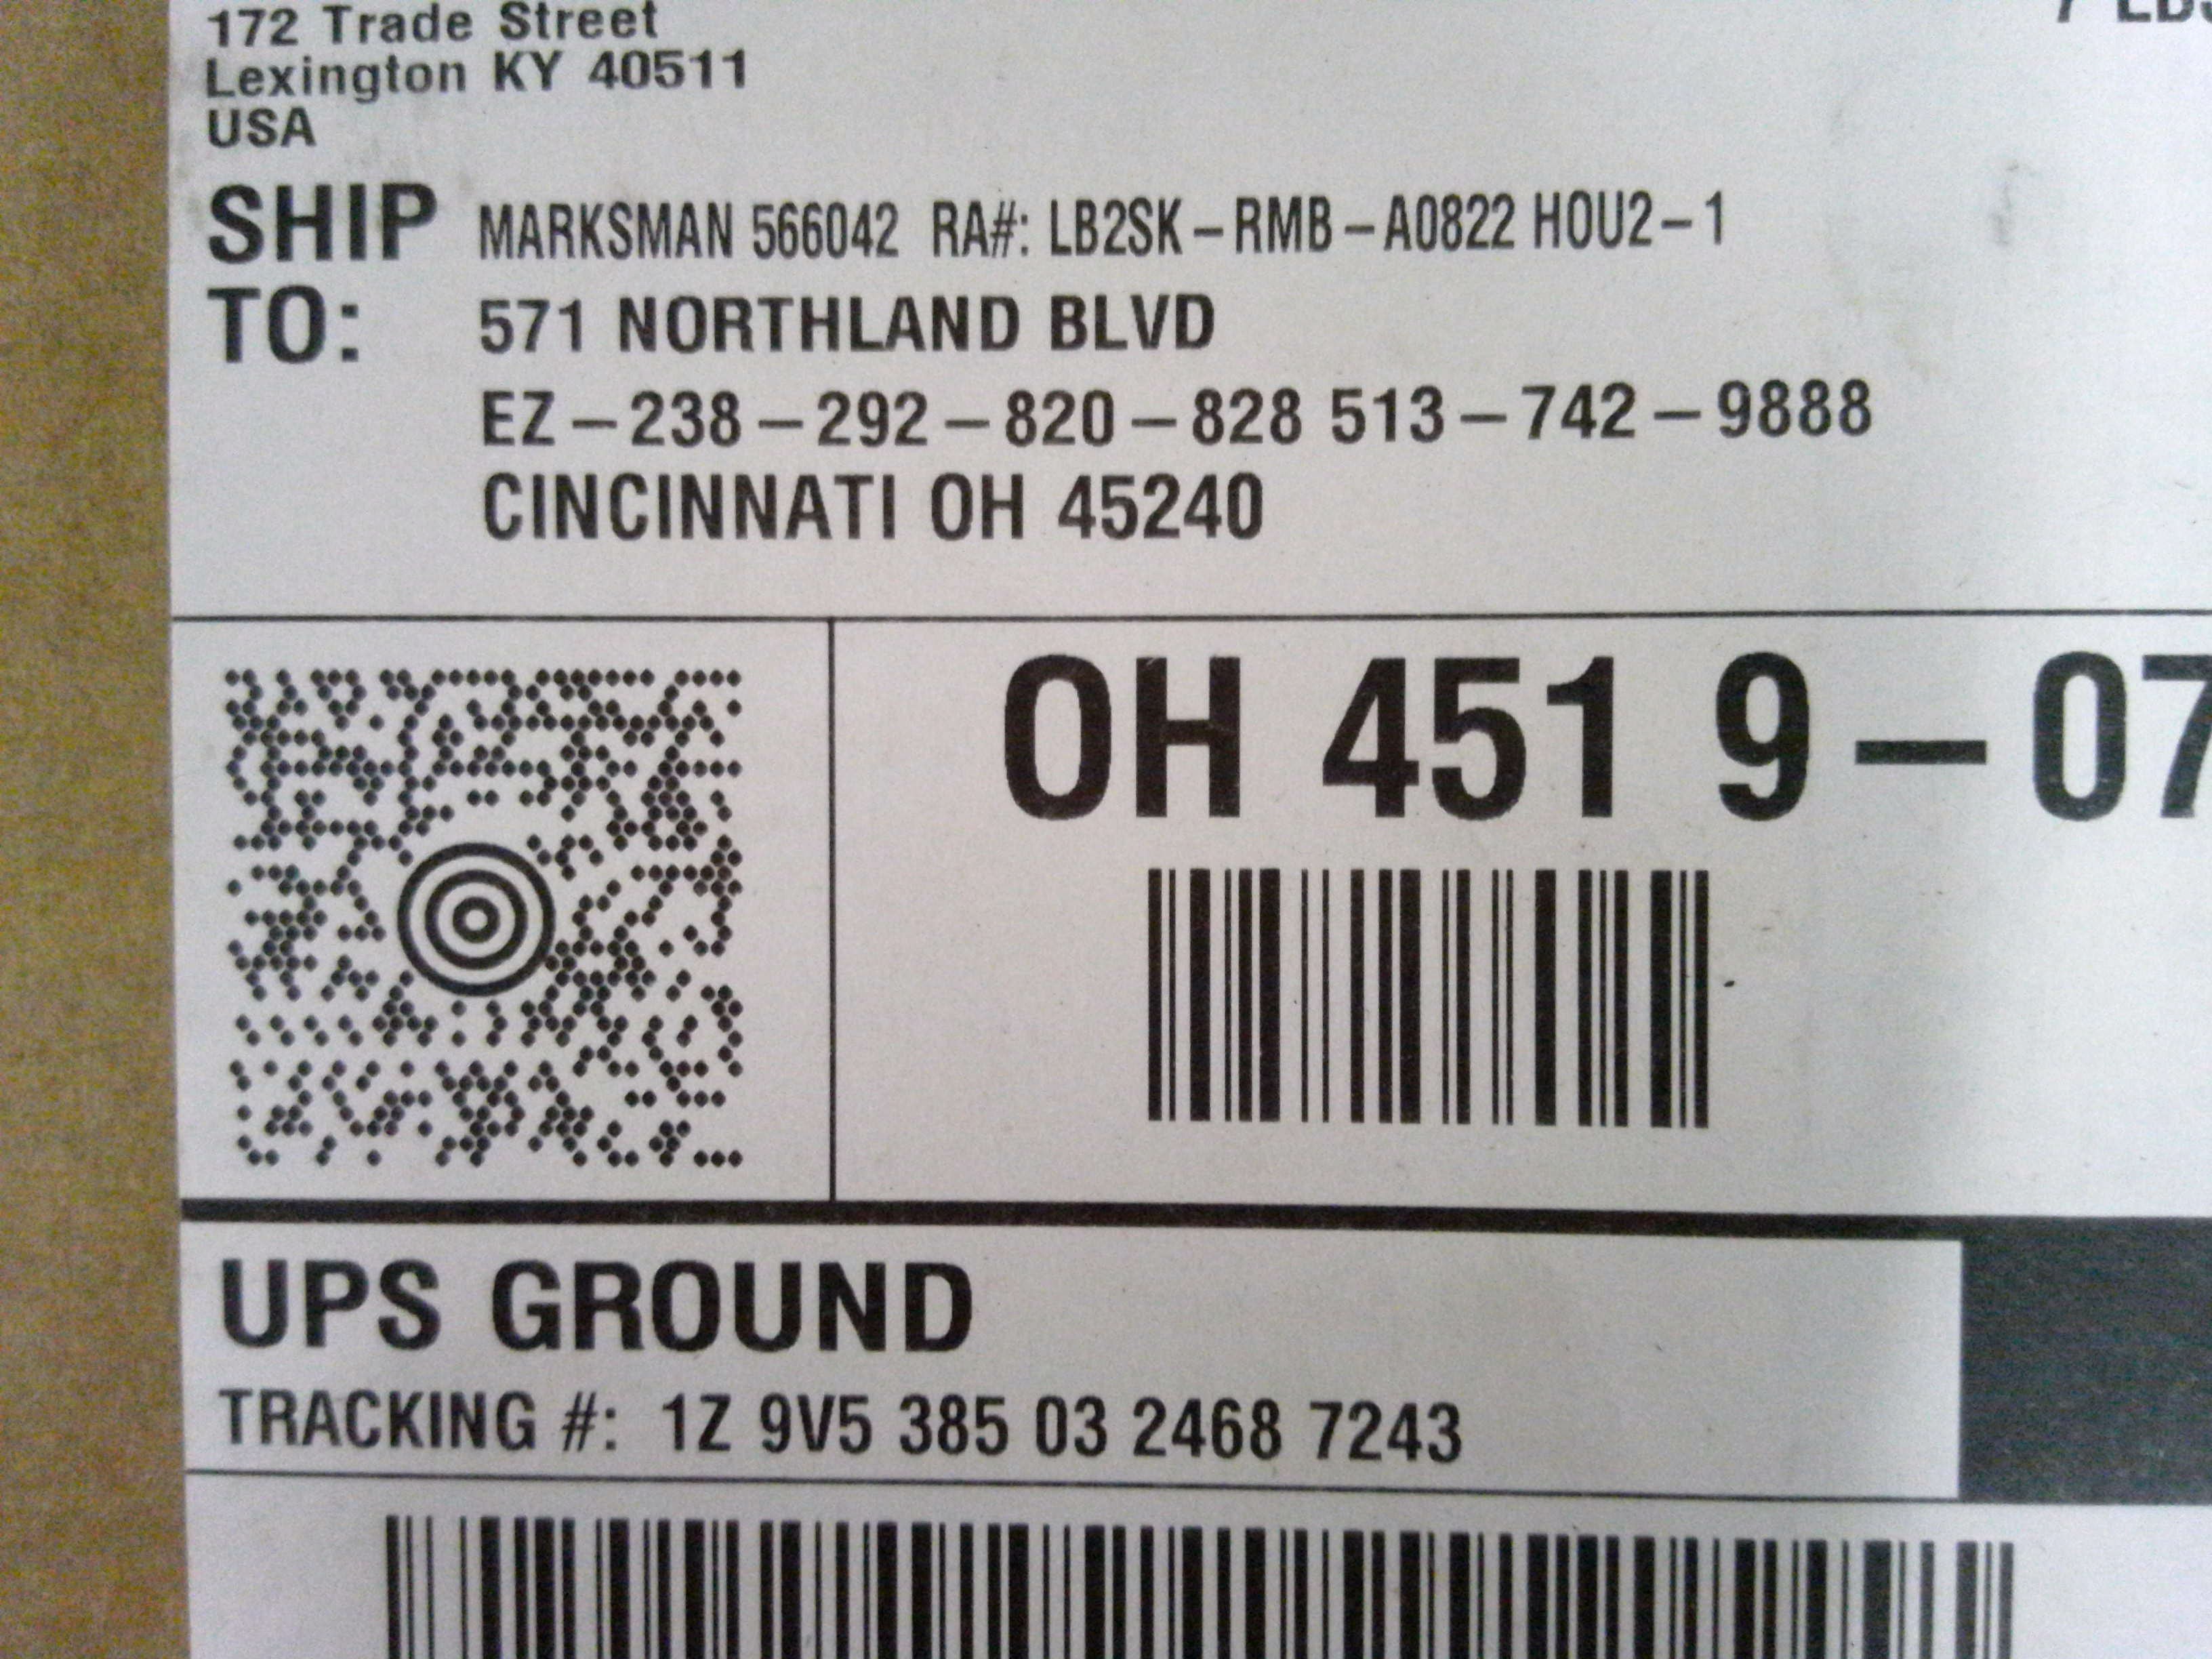 172 Trade Street
Lexington KY 40511
USA
SHIP TO:
MARKSMAN 566042 RA#: LB2SK-RMB-A0822 HOU2-1
571 NORTHLAND BLVD
EZ-238-292-820-828 513-742-9888
CINCINNATI OH 45240
OH 451 9-07
UPS GROUND
TRACKING #: 1Z 9V5 385 03 2468 7243